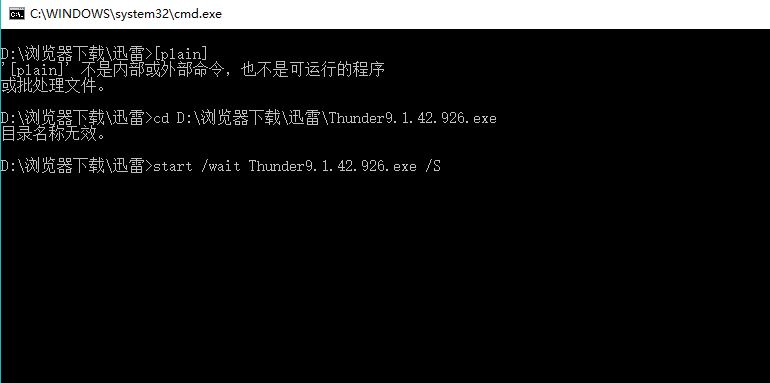 C:\WINDOWS\system32\cmd.exe
D:\浏览器下载\迅雷>[plain]
'[plain]' 不是内部或外部命令，也不是可运行的程序
或批处理文件。
D:\浏览器下载\迅雷>cd D:\浏览器下载\迅雷\Thunder9.1.42.926.exe
目录名称无效。
D:\浏览器下载\迅雷>start /wait Thunder9.1.42.926.exe /S